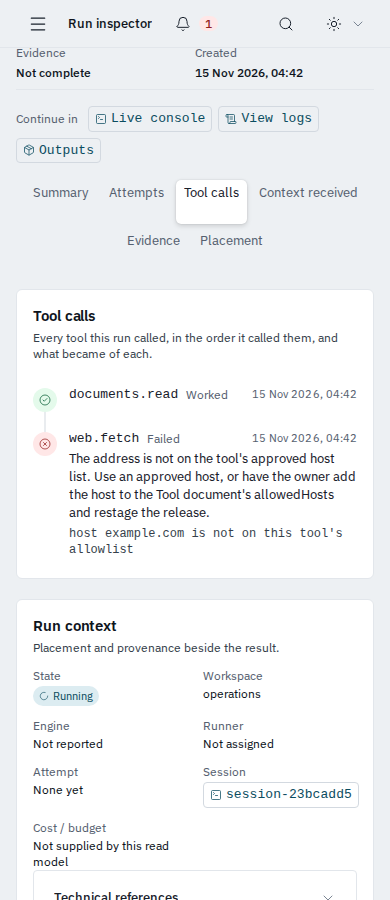 Run inspector 1
Evidence Created
Not complete 15 Nov 2026, 04:42
Continue in Live console View logs
Outputs
Summary Attempts Tool calls Context received
Evidence Placement
Tool calls
Every tool this run called, in the order it called them, and
what became of each.
documents.read Worked 15 Nov 2026, 04:42
web.fetch Failed 15 Nov 2026, 04:42
The address is not on the tool's approved host
list. Use an approved host, or have the owner add
the host to the Tool document's allowedHosts
and restage the release.
host example.com is not on this tool's
allowlist
Run context
Placement and provenance beside the result.
State Workspace
Running operations
Engine Runner
Not reported Not assigned
Attempt Session
None yet session-23bcadd5
Cost / budget
Not supplied by this read
model
Technical references